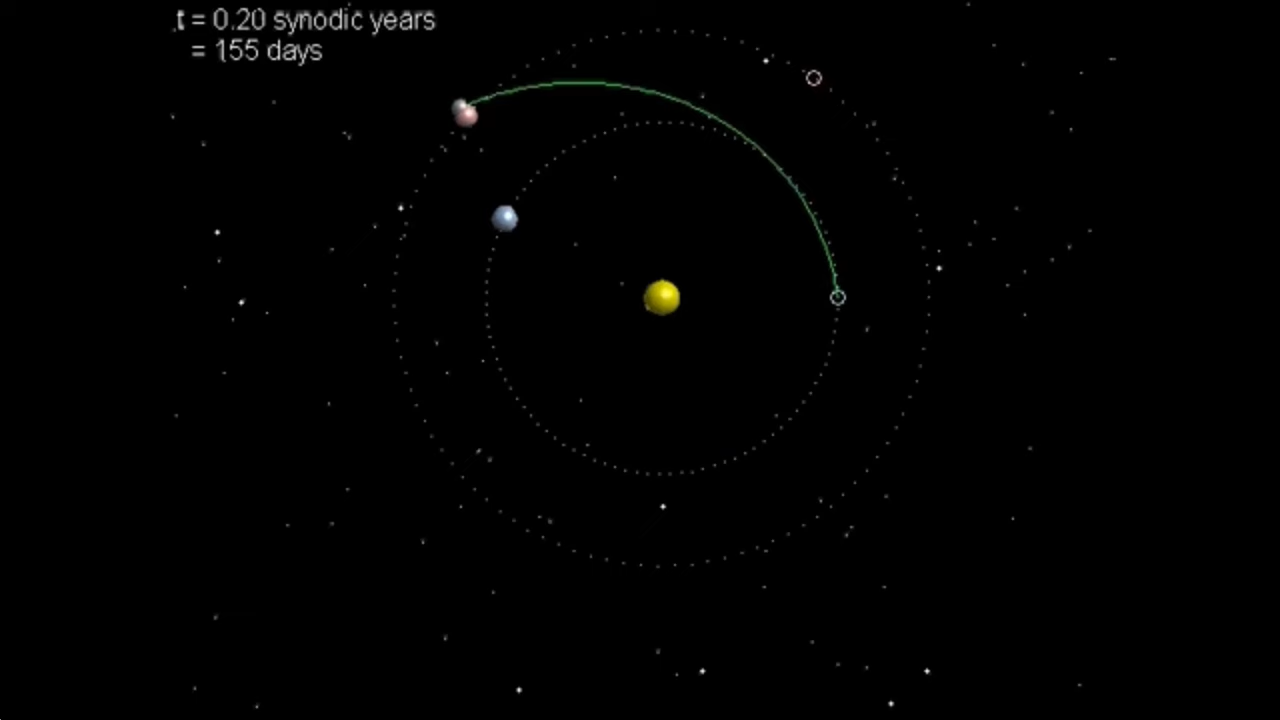 t = 0.20 synodic years
= 155 days